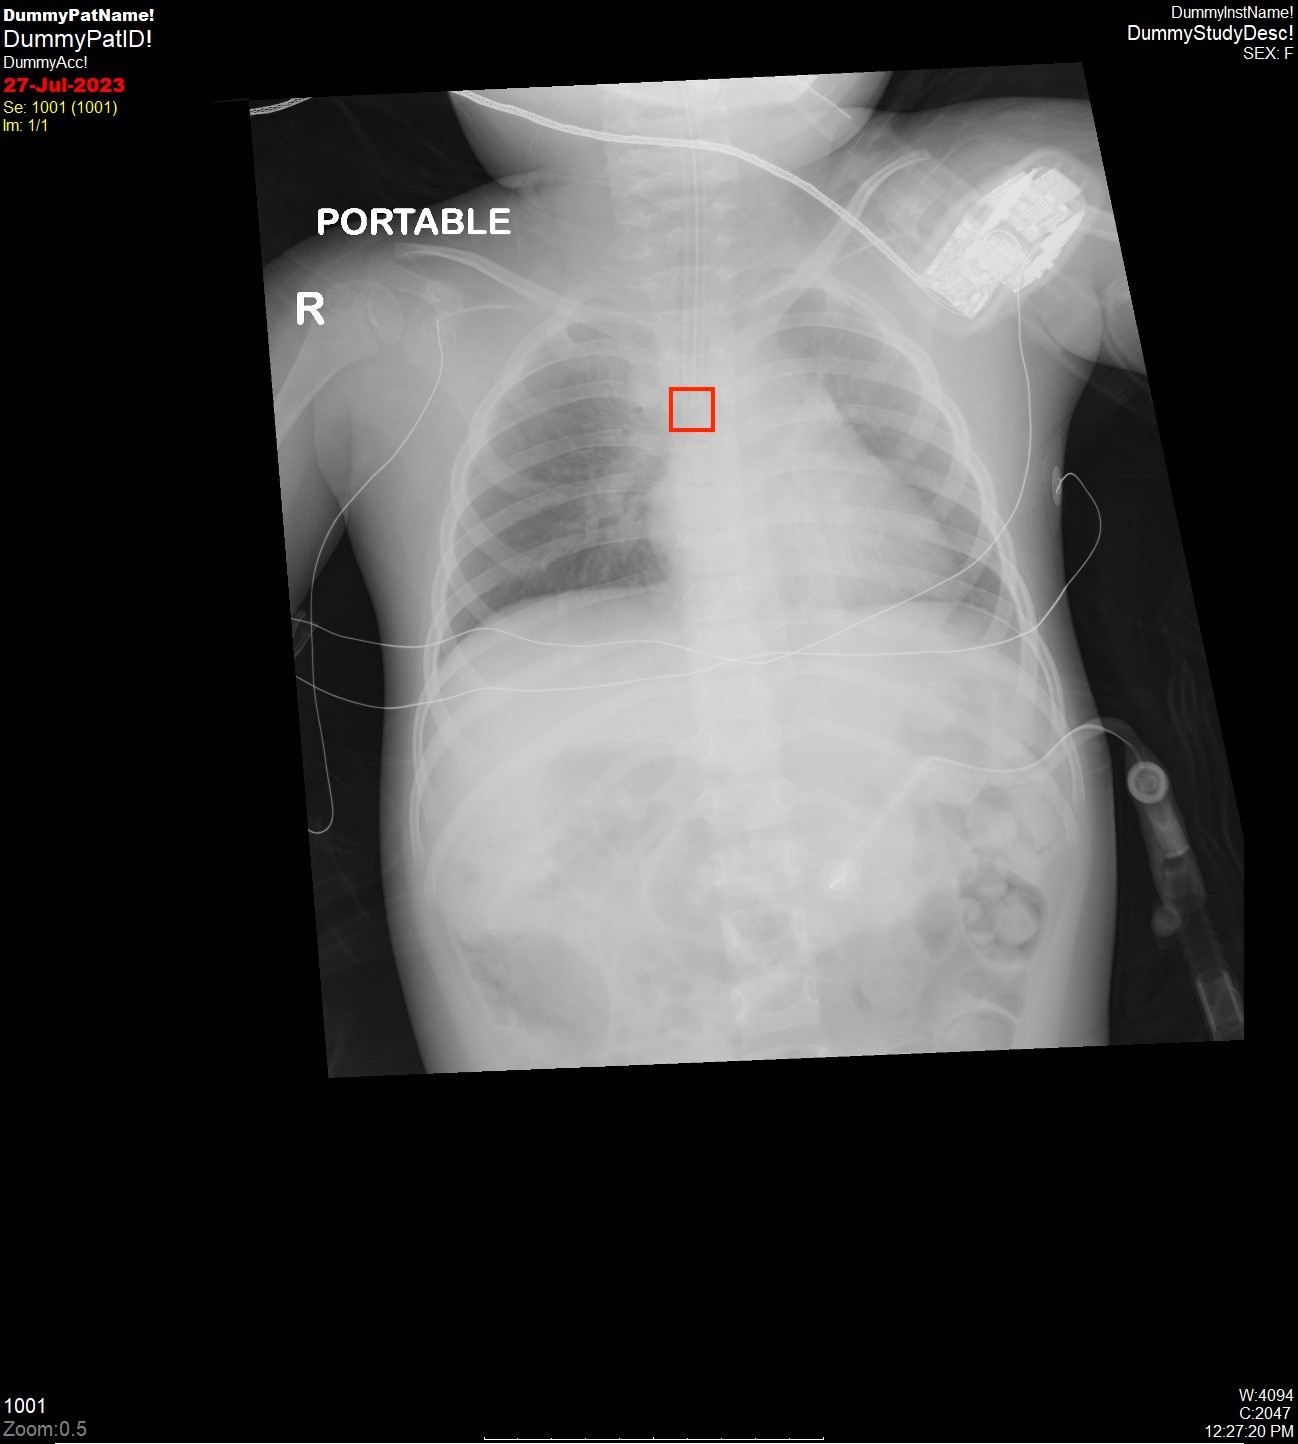 DummyPatName!
DummyPatID!
DummyAcc!
27-Jul-2023
Se: 1001 (1001)
Im: 1/1
DummyInstName!
DummyStudyDesc!
SEX: F
PORTABLE
R
1001
Zoom:0.5
W:4094
C:2047
12:27:20 PM